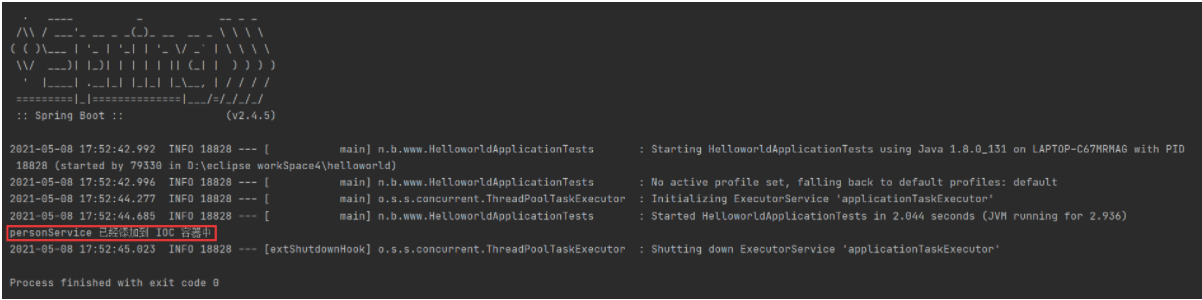 .   ____          _            __ _ _
 /\\ / ___'_ __ _ _(_)_ __  __ _ \ \ \ \
( ( )\___ | '_ | '_| | '_ \/ _` | \ \ \ \
 \\/  ___)| |_)| | | | | || (_| |  ) ) ) )
  '  |____| .__|_| |_|_| |_\__, | / / / /
 =========|_|==============|___/=/_/_/_/
 :: Spring Boot ::                (v2.4.5)
2021-05-08 17:52:42.992  INFO 18828 --- [           main] n.b.www.HelloworldApplicationTests       : Starting HelloworldApplicationTests using Java 1.8.0_131 on LAPTOP-C67MRMAG with PID
 18828 (started by 79330 in D:\eclipse workSpace4\helloworld)
2021-05-08 17:52:42.996  INFO 18828 --- [           main] n.b.www.HelloworldApplicationTests       : No active profile set, falling back to default profiles: default
2021-05-08 17:52:44.277  INFO 18828 --- [           main] o.s.s.concurrent.ThreadPoolTaskExecutor  : Initializing ExecutorService 'applicationTaskExecutor'
2021-05-08 17:52:44.685  INFO 18828 --- [           main] n.b.www.HelloworldApplicationTests       : Started HelloworldApplicationTests in 2.044 seconds (JVM running for 2.936)
personService 已经添加到 IOC 容器中
2021-05-08 17:52:45.023  INFO 18828 --- [extShutdownHook] o.s.s.concurrent.ThreadPoolTaskExecutor  : Shutting down ExecutorService 'applicationTaskExecutor'
Process finished with exit code 0